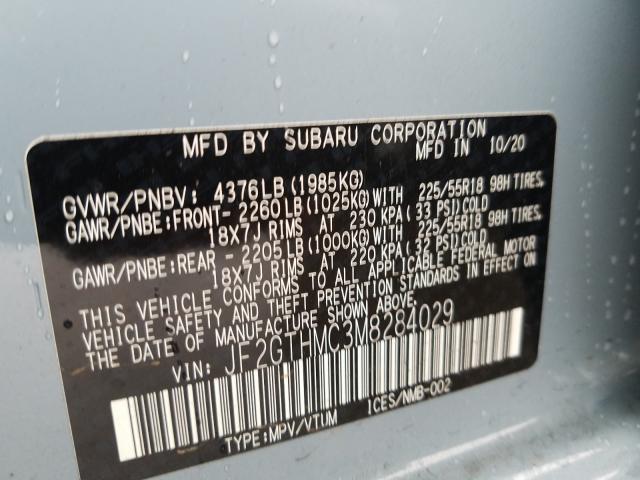 MFD BY SUBARU CORPORATION
MFD IN 10/20
GVWR/PNBV: 4376LB(1985KG)
GAWR/PNBE:FRONT-2260LB(1025KG)WITH 225/55R18 98H TIRES,
18X7J RIMS AT 230 KPA(33 PSI)COLD
GAWR/PNBE:REAR -2205LB(1000KG)WITH 225/55R18 98H TIRES,
18X7J RIMS AT 220 KPA(32 PSI)COLD
THIS VEHICLE CONFORMS TO ALL APPLICABLE FEDERAL MOTOR
VEHICLE SAFETY AND THEFT PREVENTION STANDARDS IN EFFECT ON
THE DATE OF MANUFACTURE SHOWN ABOVE.
VIN: JF2GTHMC3M8284029
TYPE:MPV/VTUM ICES/NMB-002